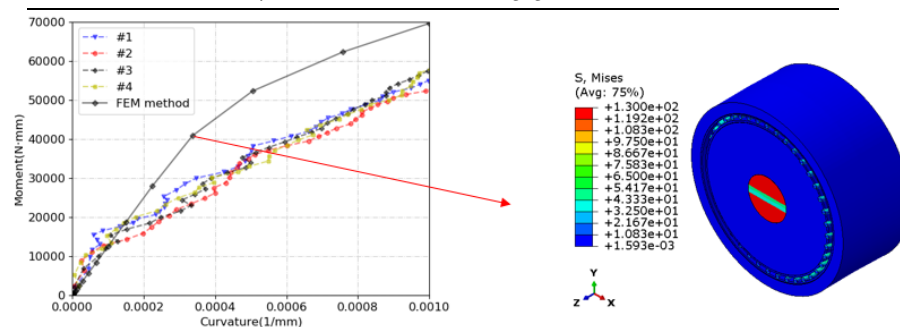 70000
60000
50000
40000
30000
20000
10000
0
Moment(N·mm)
#1
#2
#3
#4
FEM method
0.0000
0.0002
0.0004
0.0006
0.0008
0.0010
Curvature(1/mm)
S, Mises
(Avg: 75%)
+1.300e+02
+1.192e+02
+1.083e+02
+9.750e+01
+8.667e+01
+7.583e+01
+6.500e+01
+5.417e+01
+4.333e+01
+3.250e+01
+2.167e+01
+1.083e+01
+1.593e-03
Y
Z
X